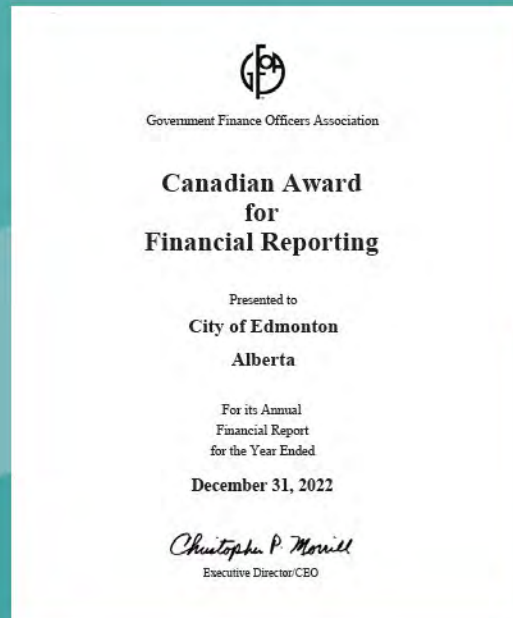 GFOA
Government Finance Officers Association
Canadian Award
for
Financial Reporting
Presented to
City of Edmonton
Alberta
For its Annual
Financial Report
for the Year Ended
December 31, 2022
Christopher P. Morrill
Executive Director/CEO